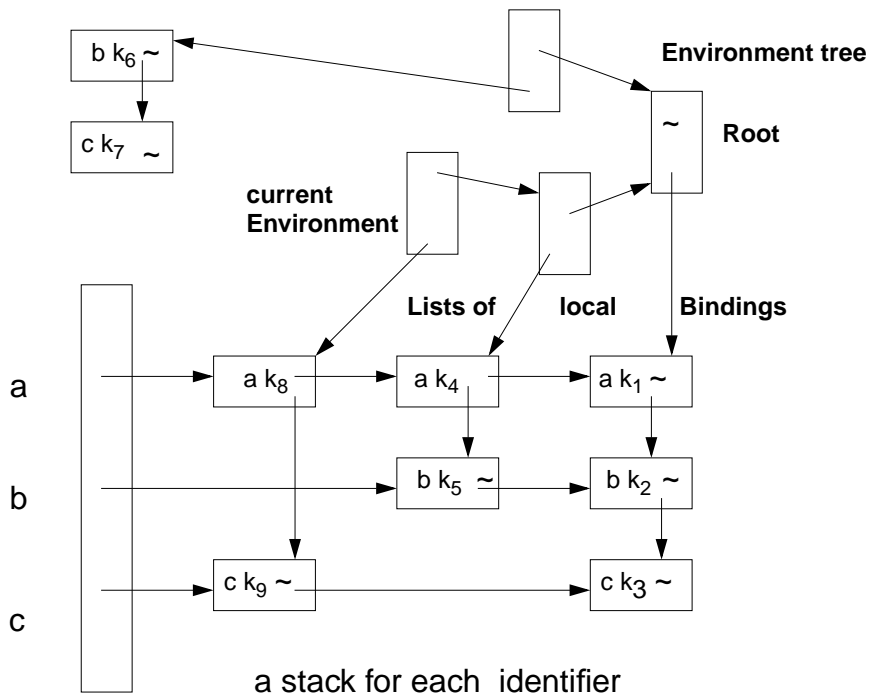 b k6 ~
Environment tree
~
Root
c k7 ~
current
Environment
Lists of local Bindings
a
a k8
a k4
a k1 ~
b
b k5 ~
b k2 ~
c
c k9 ~
c k3 ~
a stack for each identifier